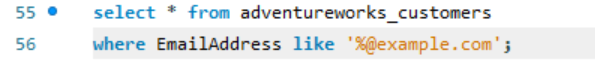 55 select * from adventureworks_customers
56 where EmailAddress like '%@example.com';